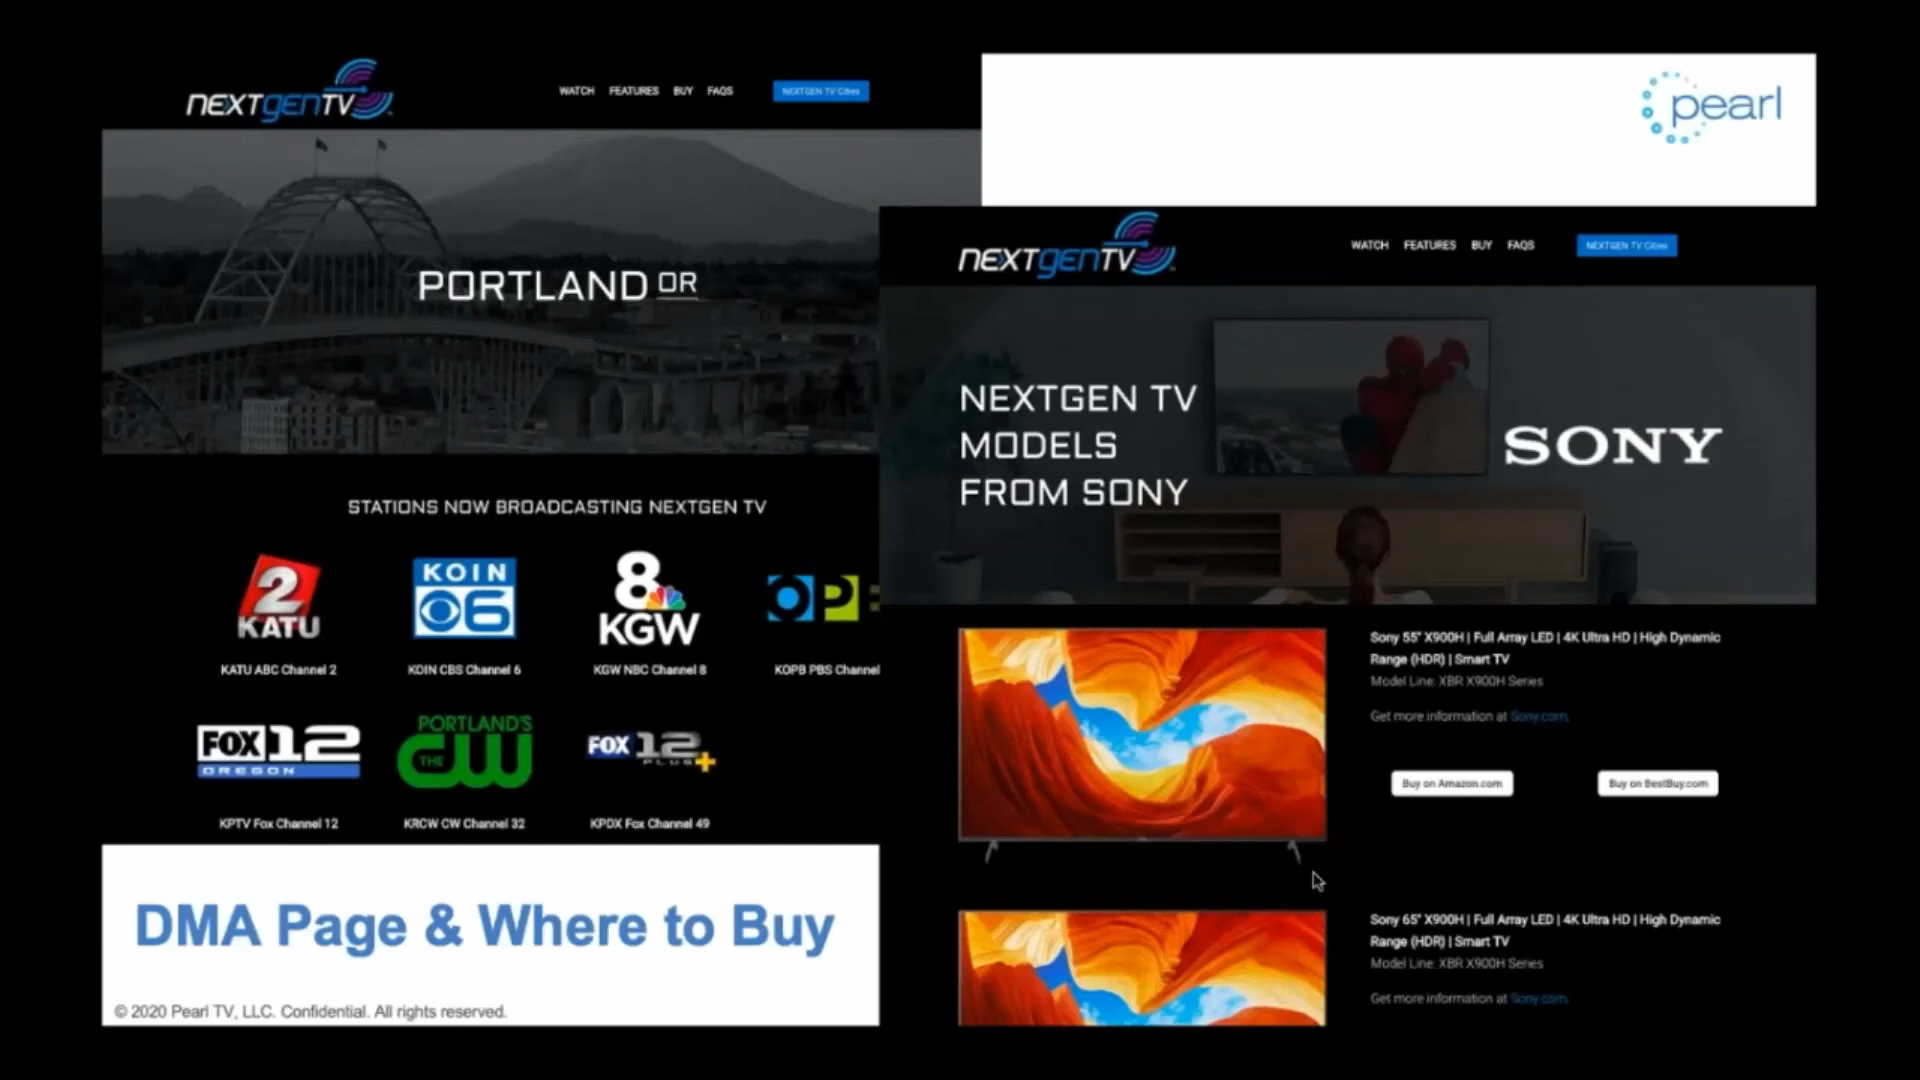 NEXTGENTV
WATCH FEATURES BUY FAQS NEXTGEN TV Cities
PORTLAND OR
STATIONS NOW BROADCASTING NEXTGEN TV
2 KATU
KOIN 6
8 KGW
OPB
KATU ABC Channel 2
KOIN CBS Channel 6
KGW NBC Channel 8
KOPB PBS Channel
FOX 12 OREGON
PORTLAND'S THE CW
FOX 12 PLUS+
KPTV Fox Channel 12
KRCW CW Channel 32
KPDX Fox Channel 49
DMA Page & Where to Buy
© 2020 Pearl TV, LLC. Confidential. All rights reserved.
pearl
NEXTGENTV
WATCH FEATURES BUY FAQS NEXTGEN TV Cities
NEXTGEN TV
MODELS
FROM SONY
SONY
Sony 55" X900H | Full Array LED | 4K Ultra HD | High Dynamic
Range (HDR) | Smart TV
Model Line: XBR X900H Series
Get more information at Sony.com.
Buy on Amazon.com
Buy on BestBuy.com
Sony 65" X900H | Full Array LED | 4K Ultra HD | High Dynamic
Range (HDR) | Smart TV
Model Line: XBR X900H Series
Get more information at Sony.com.